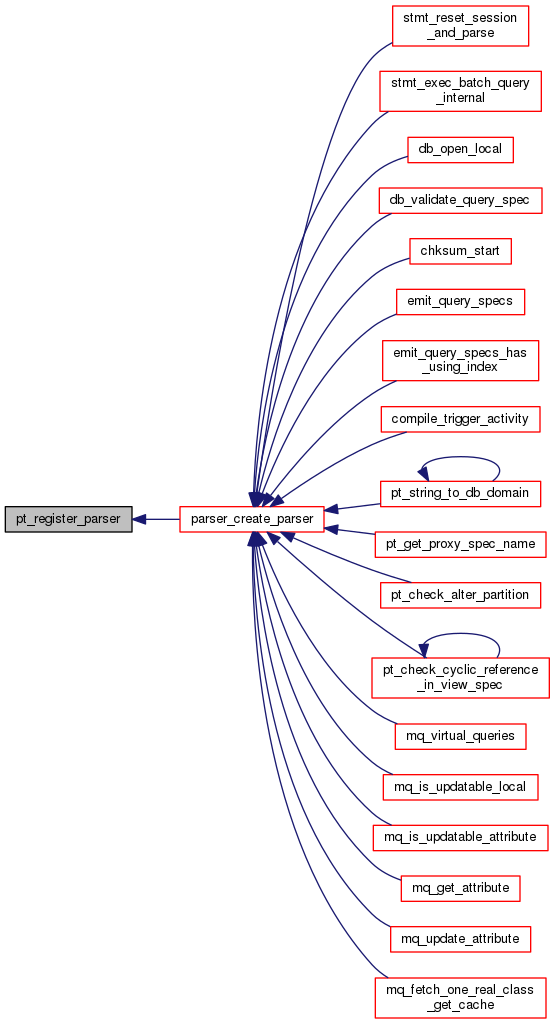 stmt_reset_session
_and_parse
stmt_exec_batch_query
_internal
db_open_local
db_validate_query_spec
chksum_start
emit_query_specs
emit_query_specs_has
_using_index
compile_trigger_activity
pt_string_to_db_domain
pt_register_parser
parser_create_parser
pt_get_proxy_spec_name
pt_check_alter_partition
pt_check_cyclic_reference
_in_view_spec
mq_virtual_queries
mq_is_updatable_local
mq_is_updatable_attribute
mq_get_attribute
mq_update_attribute
mq_fetch_one_real_class
_get_cache